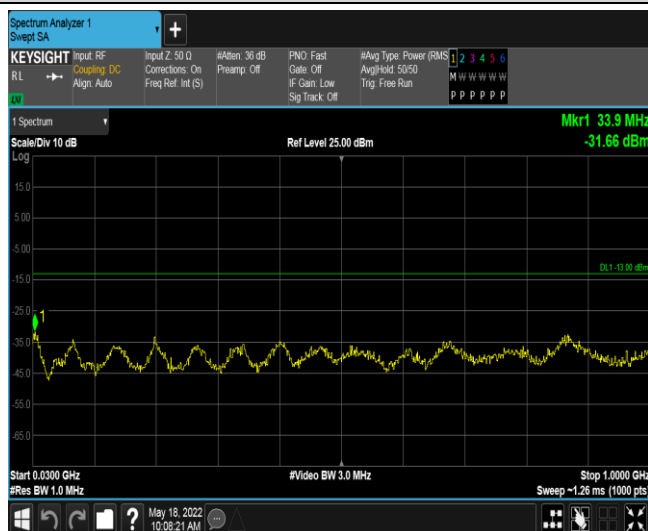 Spectrum Analyzer 1
Swept SA
KEYSIGHT
RL
LXI
Input: RF
Coupling: DC
Align: Auto
Input Z: 50 Ω
Corrections: On
Freq Ref: Int (S)
#Atten: 36 dB
Preamp: Off
PNO: Fast
Gate: Off
IF Gain: Low
Sig Track: Off
#Avg Type: Power (RMS
Avg|Hold: 50/50
Trig: Free Run
1 2 3 4 5 6
M W W W W W
P P P P P P
1 Spectrum
Scale/Div 10 dB
Ref Level 25.00 dBm
Mkr1 33.9 MHz
-31.66 dBm
Log
15.0
5.00
-5.00
DL1 -13.00 dBm
-15.0
-25.0
1
-35.0
-45.0
-55.0
-65.0
Start 0.0300 GHz
#Video BW 3.0 MHz
Stop 1.0000 GHz
#Res BW 1.0 MHz
Sweep ~1.26 ms (1000 pts)
May 18, 2022
10:08:21 AM